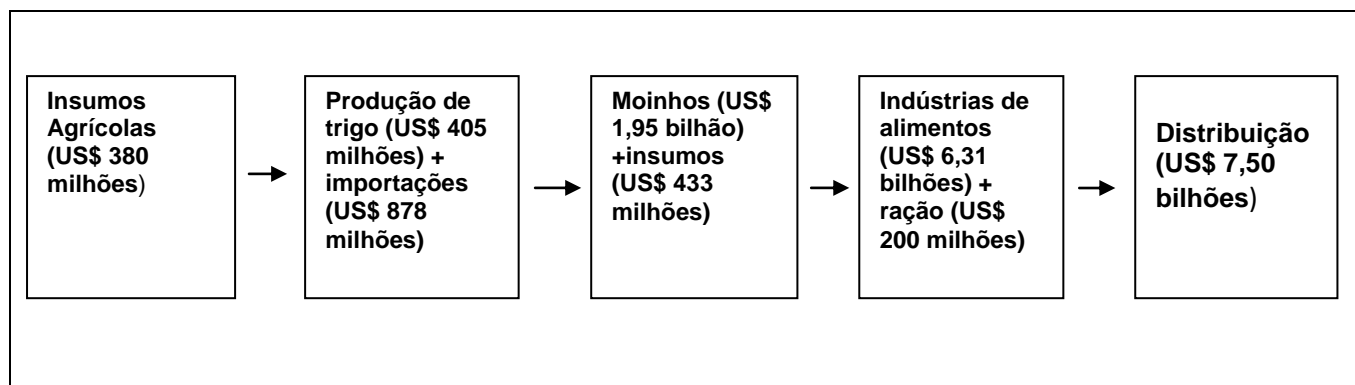 Insumos
Agrícolas
(US$ 380
milhões)
Produção de
trigo (US$ 405
milhões) +
importações
(US$ 878
milhões)
Moinhos (US$
1,95 bilhão)
+insumos
(US$ 433
milhões)
Indústrias de
alimentos
(US$ 6,31
bilhões) +
ração (US$
200 milhões)
Distribuição
(US$ 7,50
bilhões)